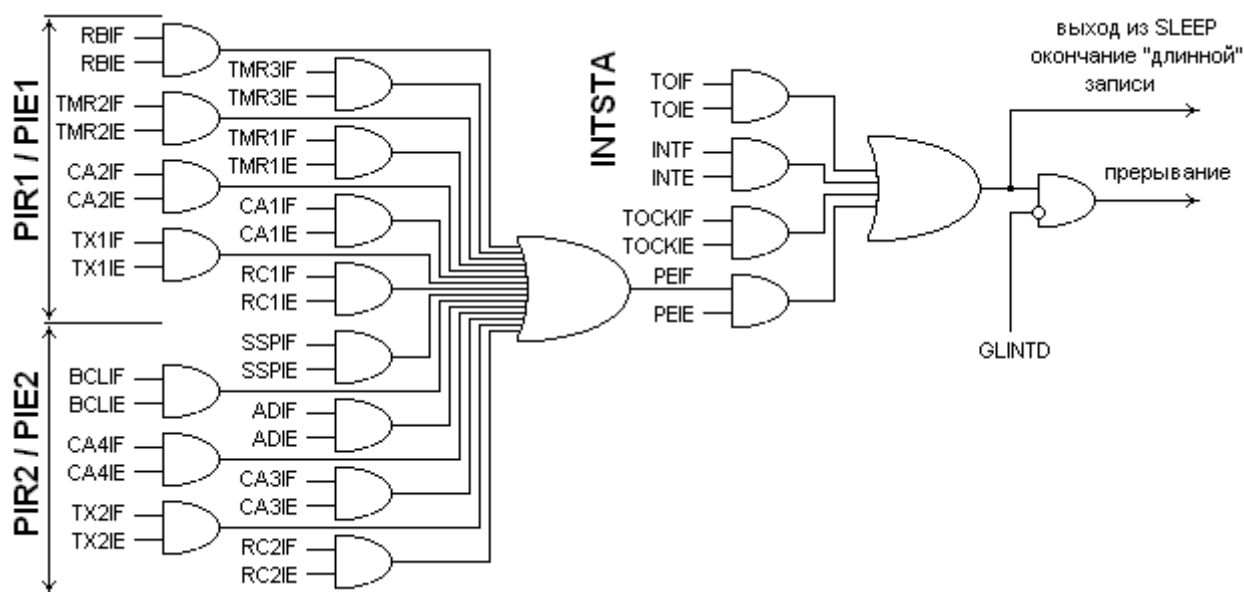 PIR1 / PIE1
RBIF
RBIE
TMR3IF
TMR3IE
TMR2IF
TMR2IE
TMR1IF
TMR1IE
CA2IF
CA2IE
CA1IF
CA1IE
TX1IF
TX1IE
RC1IF
RC1IE
SSPIF
SSPIE
PIR2 / PIE2
BCLIF
BCLIE
ADIF
ADIE
CA4IF
CA4IE
CA3IF
CA3IE
TX2IF
TX2IE
RC2IF
RC2IE
INTSTA
TOIF
TOIE
INTF
INTE
TOCKIF
TOCKIE
PEIF
PEIE
выход из SLEEP
окончание "длинной"
записи
прерывание
GLINTD